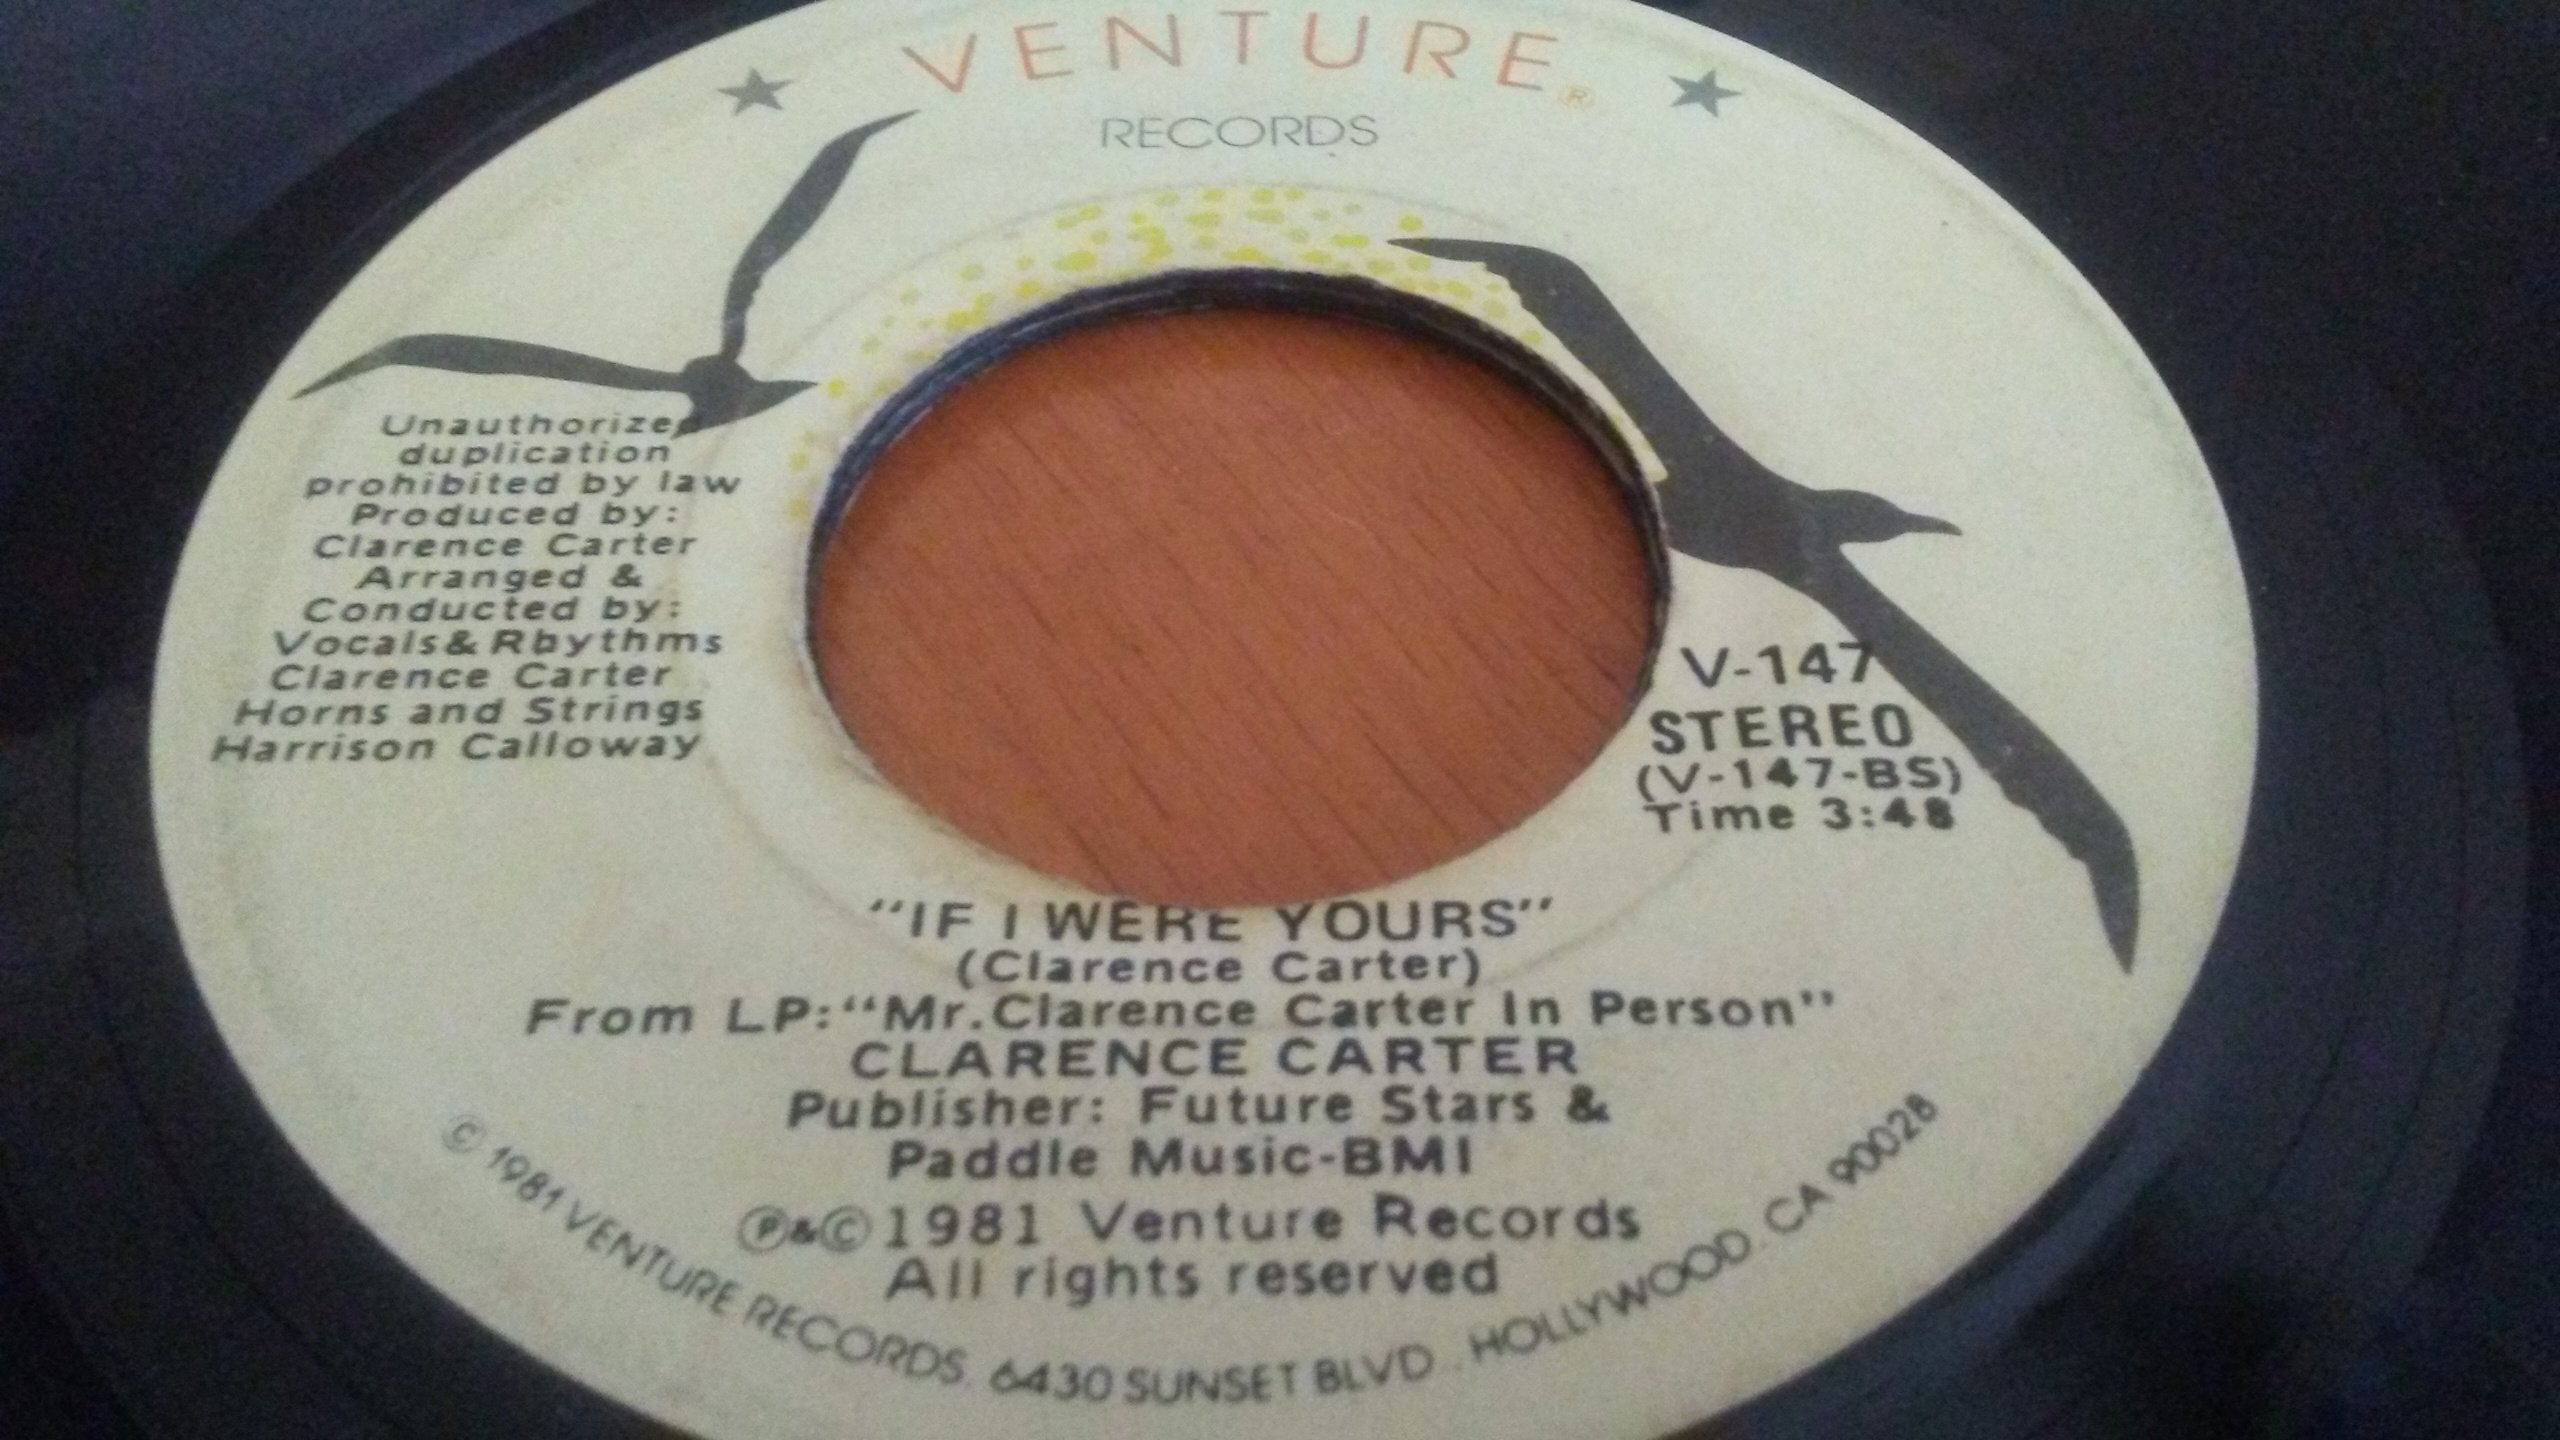 VENTURE ®
RECORDS
Unauthorized
duplication
prohibited by law
Produced by:
Clarence Carter
Arranged &
Conducted by:
Vocals & Rhythms
Clarence Carter
Horns and Strings
Harrison Calloway
V-147
STEREO
(V-147-BS)
Time 3:48
"IF I WERE YOURS"
(Clarence Carter)
From LP: "Mr. Clarence Carter In Person"
CLARENCE CARTER
Publisher: Future Stars &
Paddle Music-BMI
℗&© 1981 Venture Records
All rights reserved
© 1981 VENTURE RECORDS, 6430 SUNSET BLVD., HOLLYWOOD, CA 90028